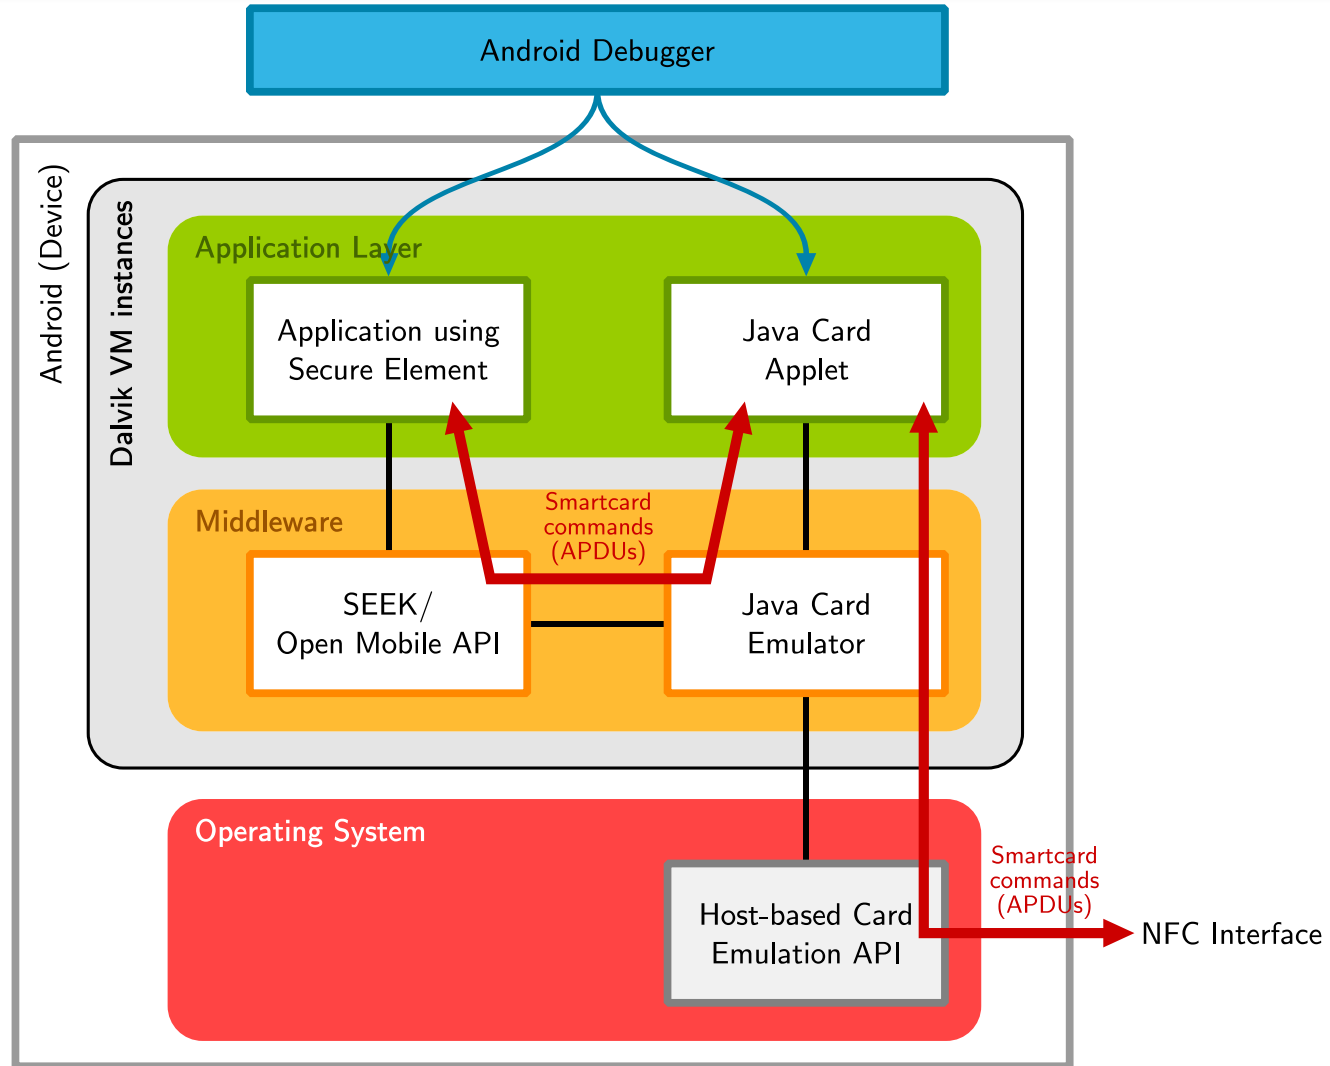 Android Debugger
Android (Device)
Dalvik VM instances
Application Layer
Application using
Secure Element
Java Card
Applet
Middleware
Smartcard
commands
(APDUs)
SEEK/
Open Mobile API
Java Card
Emulator
Operating System
Host-based Card
Emulation API
Smartcard
commands
(APDUs)
NFC Interface